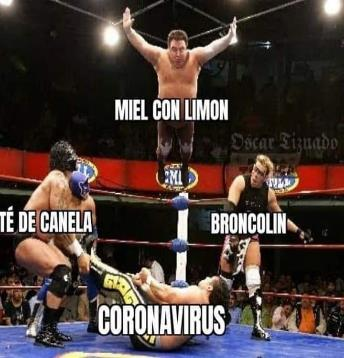 MIEL CON LIMON
Oscar Tiznado
CMLL
TÉ DE CANELA
BRONCOLIN
CORONAVIRUS